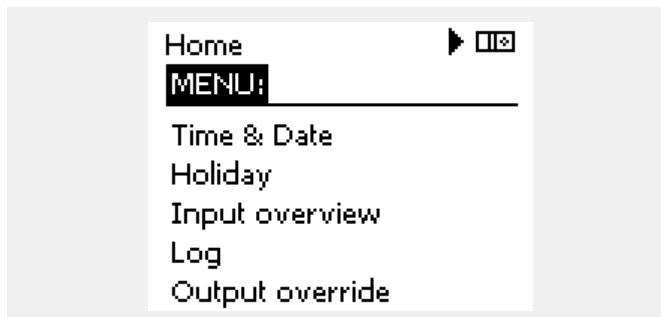 Home
MENU:
Time & Date
Holiday
Input overview
Log
Output override